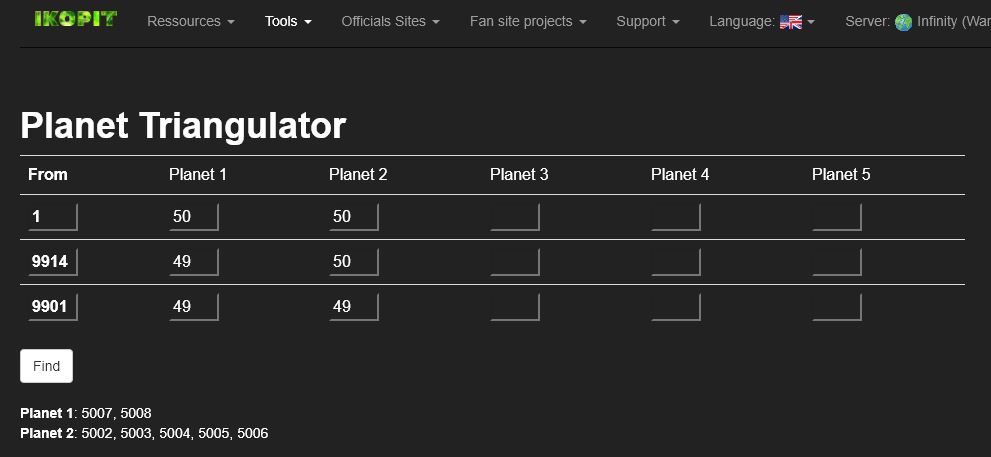 IKOPIT Ressources Tools Officials Sites Fan site projects Support Language: Server: Infinity (War
Planet Triangulator
From Planet 1 Planet 2 Planet 3 Planet 4 Planet 5
1 50 50
9914 49 50
9901 49 49
Find
Planet 1: 5007, 5008
Planet 2: 5002, 5003, 5004, 5005, 5006